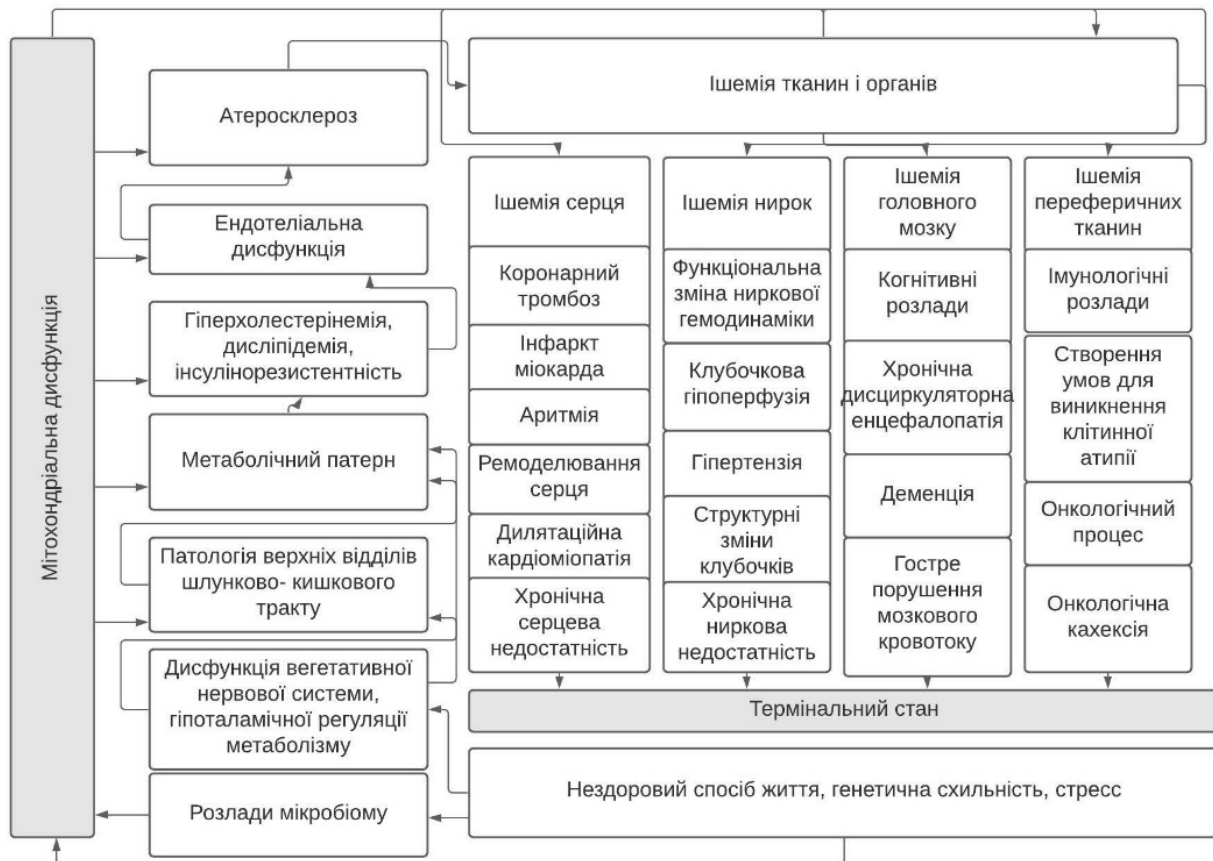 Мітохондріальна дисфункція
Атеросклероз
Ендотеліальна
дисфункція
Гіперхолестерінемія,
дисліпідемія,
інсулінорезистентність
Метаболічний патерн
Патологія верхніх відділів
шлунково- кишкового
тракту
Дисфункція вегетативної
нервової системи,
гіпоталамічної регуляції
метаболізму
Розлади мікробіому
Ішемія тканин і органів
Ішемія серця
Коронарний
тромбоз
Інфаркт
міокарда
Аритмія
Ремоделювання
серця
Дилятаційна
кардіоміопатія
Хронічна
серцева
недостатність
Ішемія нирок
Функціональна
зміна ниркової
гемодинаміки
Клубочкова
гіпоперфузія
Гіпертензія
Структурні
зміни
клубочків
Хронічна
ниркова
недостатність
Ішемія
головного
мозку
Когнітивні
розлади
Хронічна
дисциркуляторна
енцефалопатія
Деменція
Гостре
порушення
мозкового
кровотоку
Ішемія
переферичних
тканин
Імунологічні
розлади
Створення
умов для
виникнення
клітинної
атипії
Онкологічний
процес
Онкологічна
кахексія
Термінальний стан
Нездоровий спосіб життя, генетична схильність, стресс